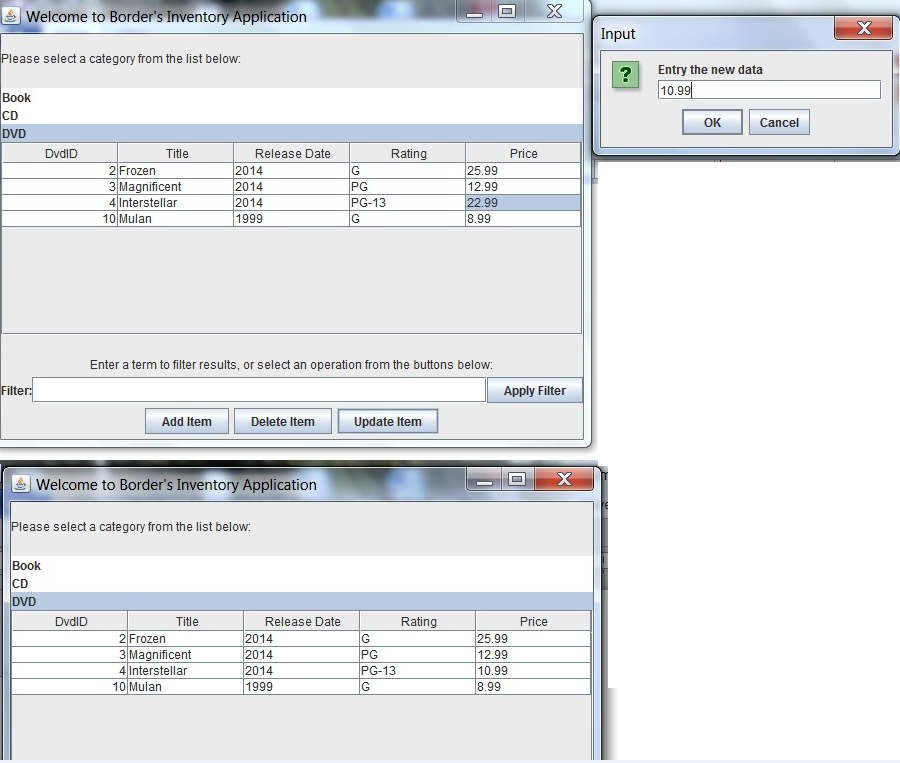 Welcome to Border's Inventory Application
Please select a category from the list below:
Book
CD
DVD
DvdID Title Release Date Rating Price
2 Frozen 2014 G 25.99
3 Magnificent 2014 PG 12.99
4 Interstellar 2014 PG-13 22.99
10 Mulan 1999 G 8.99
Enter a term to filter results, or select an operation from the buttons below:
Filter: Apply Filter
Add Item Delete Item Update Item
Input
Entry the new data
10.99
OK Cancel
Welcome to Border's Inventory Application
Please select a category from the list below:
Book
CD
DVD
DvdID Title Release Date Rating Price
2 Frozen 2014 G 25.99
3 Magnificent 2014 PG 12.99
4 Interstellar 2014 PG-13 10.99
10 Mulan 1999 G 8.99